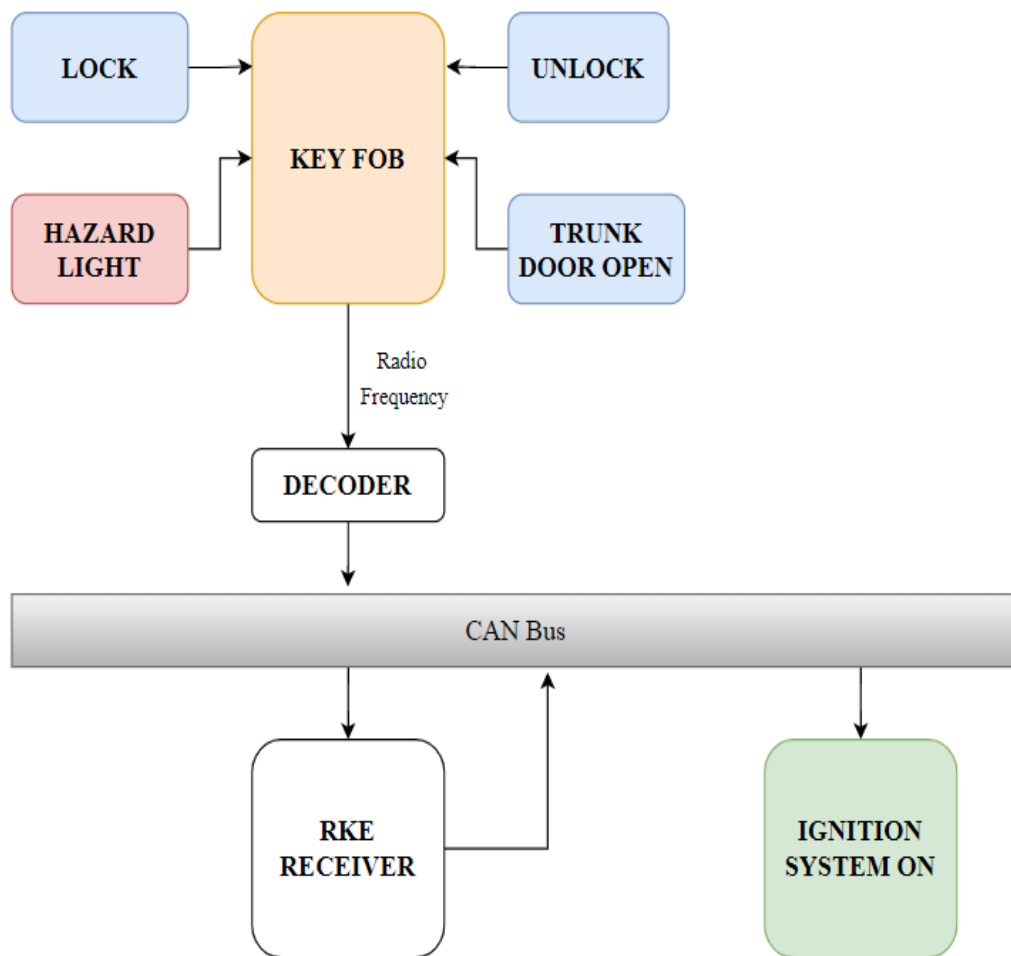 LOCK
UNLOCK
KEY FOB
HAZARD
LIGHT
TRUNK
DOOR OPEN
Radio
Frequency
DECODER
CAN Bus
RKE
RECEIVER
IGNITION
SYSTEM ON